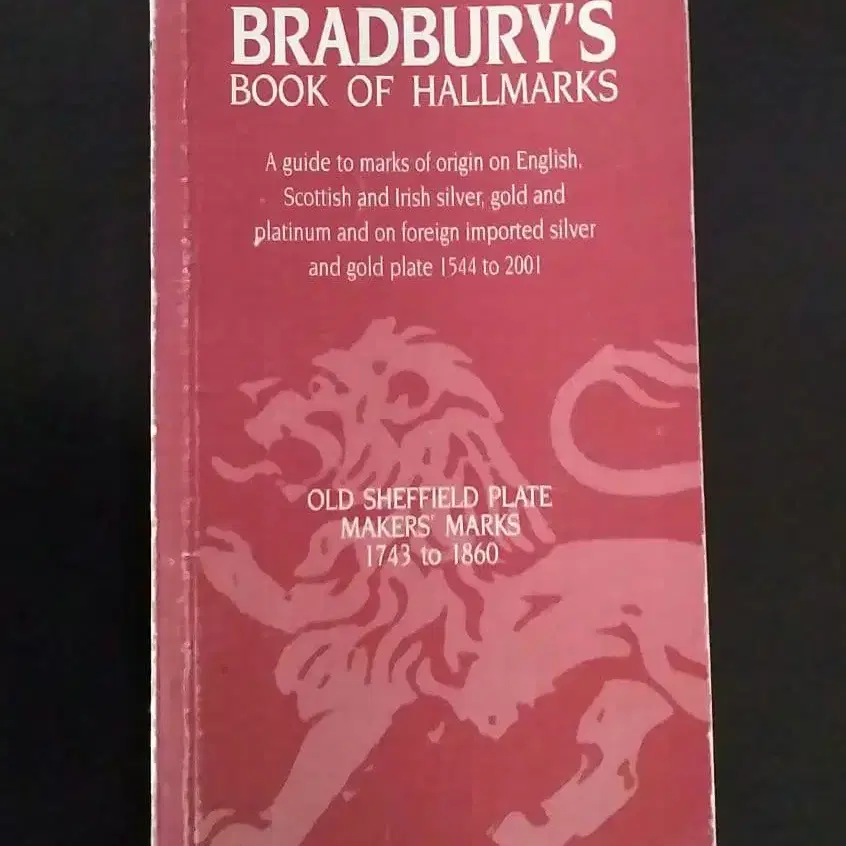 BRADBURY'S
BOOK OF HALLMARKS
A guide to marks of origin on English,
Scottish and Irish silver, gold and
platinum and on foreign imported silver
and gold plate 1544 to 2001
OLD SHEFFIELD PLATE
MAKERS' MARKS
1743 to 1860